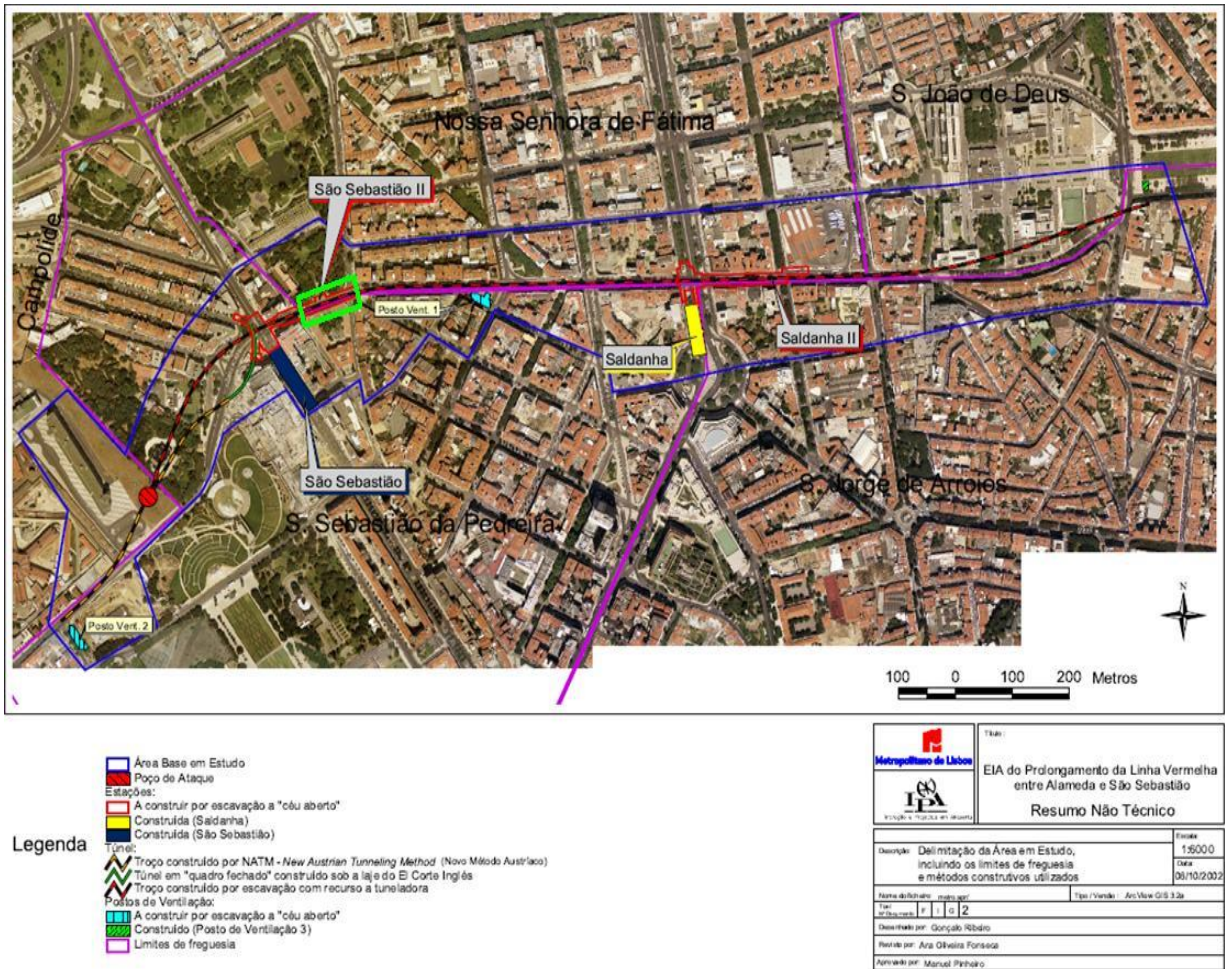 S. João de Deus
Nossa Senhora de Fátima
São Sebastião II
Campolide
Posto Vent. 1
Saldanha
Saldanha II
São Sebastião
S. Jorge de Arroios
S. Sebastião da Pedreira
Posto Vent. 2
N
100 0 100 200 Metros
Legenda
Área Base em Estudo
Poço de Ataque
Estações:
A construir por escavação a "céu aberto"
Construída (Saldanha)
Construída (São Sebastião)
Túnel:
Troço construído por NATM - New Austrian Tunneling Method (Novo Método Austríaco)
Túnel em "quadro fechado" construído sob a laje do El Corte Inglés
Troço construído por escavação com recurso a tuneladora
Postos de Ventilação:
A construir por escavação a "céu aberto"
Construído (Posto de Ventilação 3)
Limites de freguesia
Metropolitano de Lisboa
IPA
Título:
EIA do Prolongamento da Linha Vermelha
entre Alameda e São Sebastião
Resumo Não Técnico
Descrição: Delimitação da Área em Estudo,
incluindo os limites de freguesia
e métodos construtivos utilizados
Escala:
1:6000
Data:
08/10/2002
Nome do ficheiro: metro.apr
Tipo / Versão: ArcView GIS 3.2a
F I G 2
Desenhado por: Gonçalo Ribeiro
Revisto por: Ana Oliveira Fonseca
Aprovado por: Manuel Pinheiro